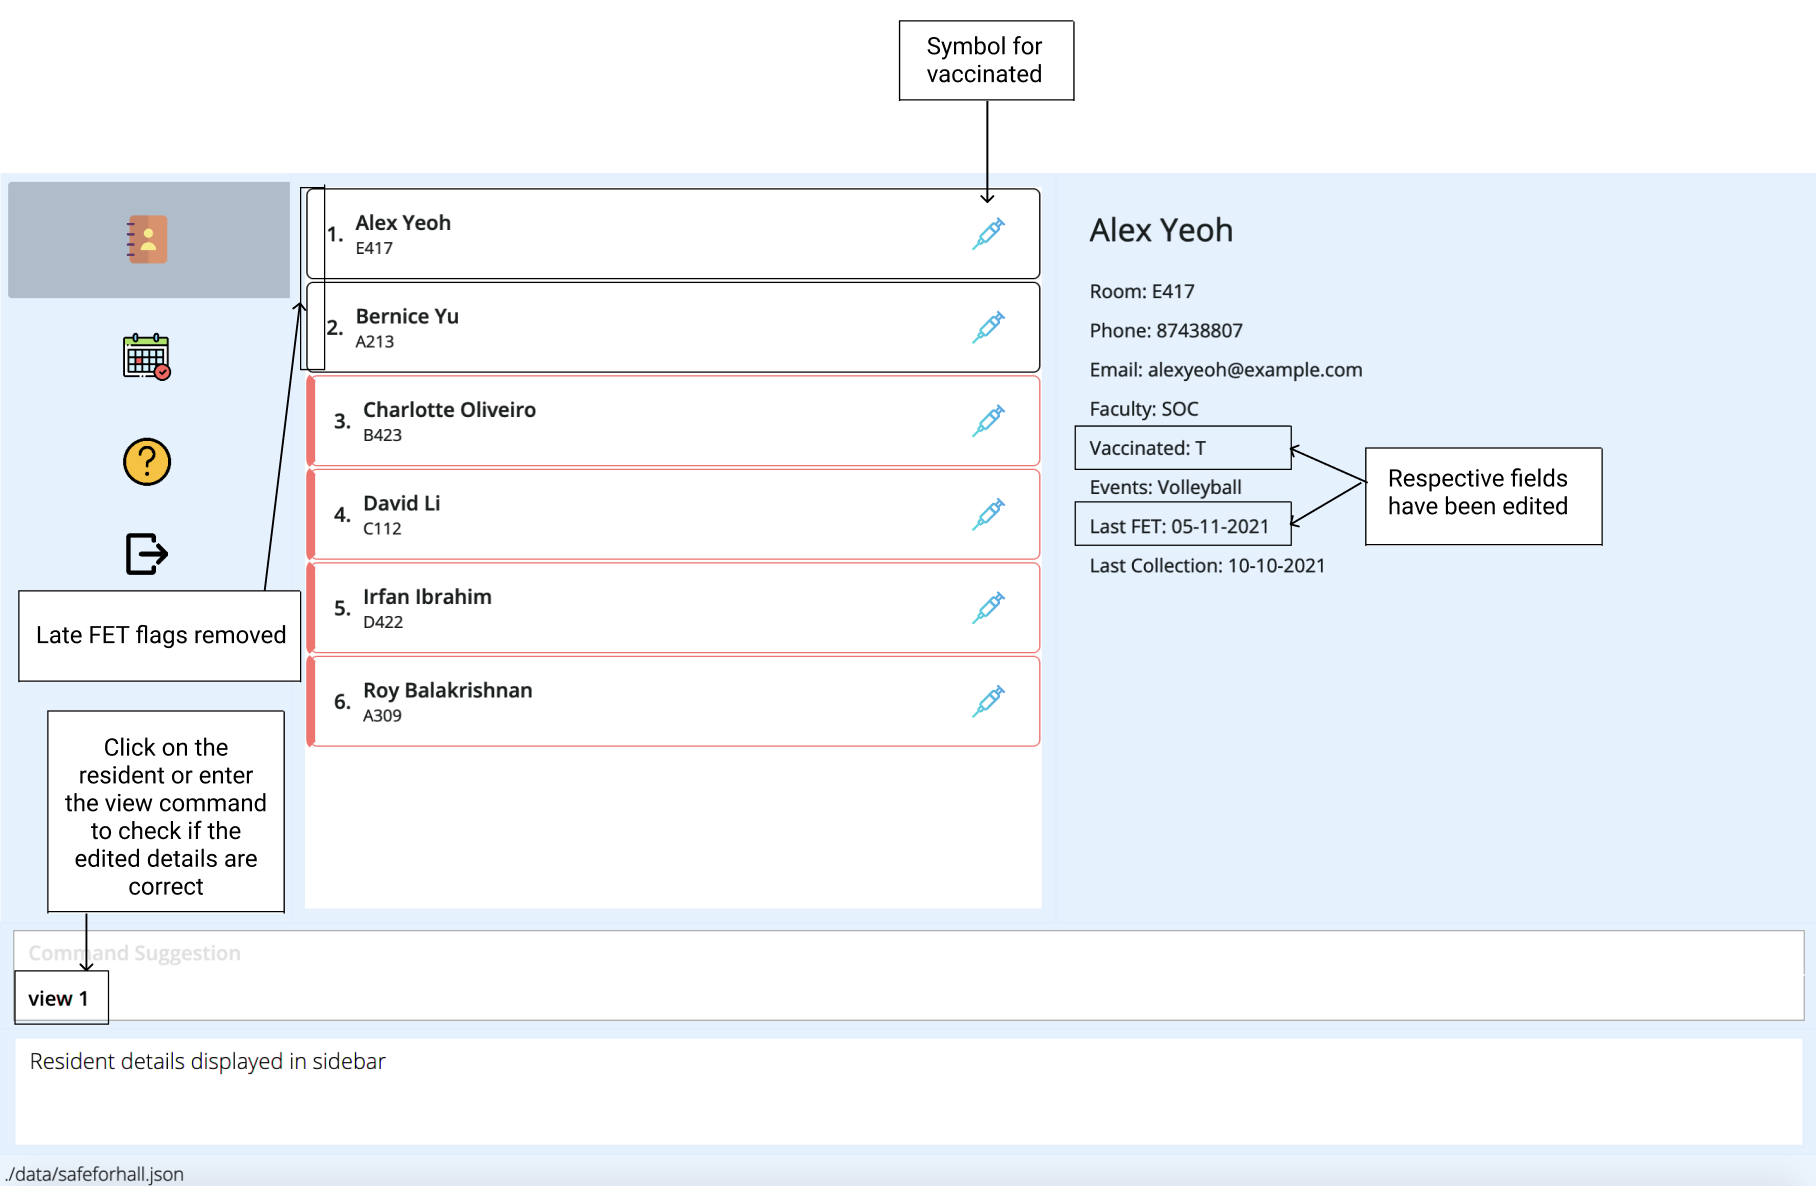 Symbol for
vaccinated
1.
Alex Yeoh
E417
2.
Bernice Yu
A213
3.
Charlotte Oliveiro
B423
4.
David Li
C112
5.
Irfan Ibrahim
D422
6.
Roy Balakrishnan
A309
Alex Yeoh
Room: E417
Phone: 87438807
Email: alexyeoh@example.com
Faculty: SOC
Vaccinated: T
Events: Volleyball
Last FET: 05-11-2021
Last Collection: 10-10-2021
Respective fields
have been edited
?
Late FET flags removed
Click on the
resident or enter
the view command
to check if the
edited details are
correct
Command Suggestion
view 1
Resident details displayed in sidebar
./data/safeforhall.json